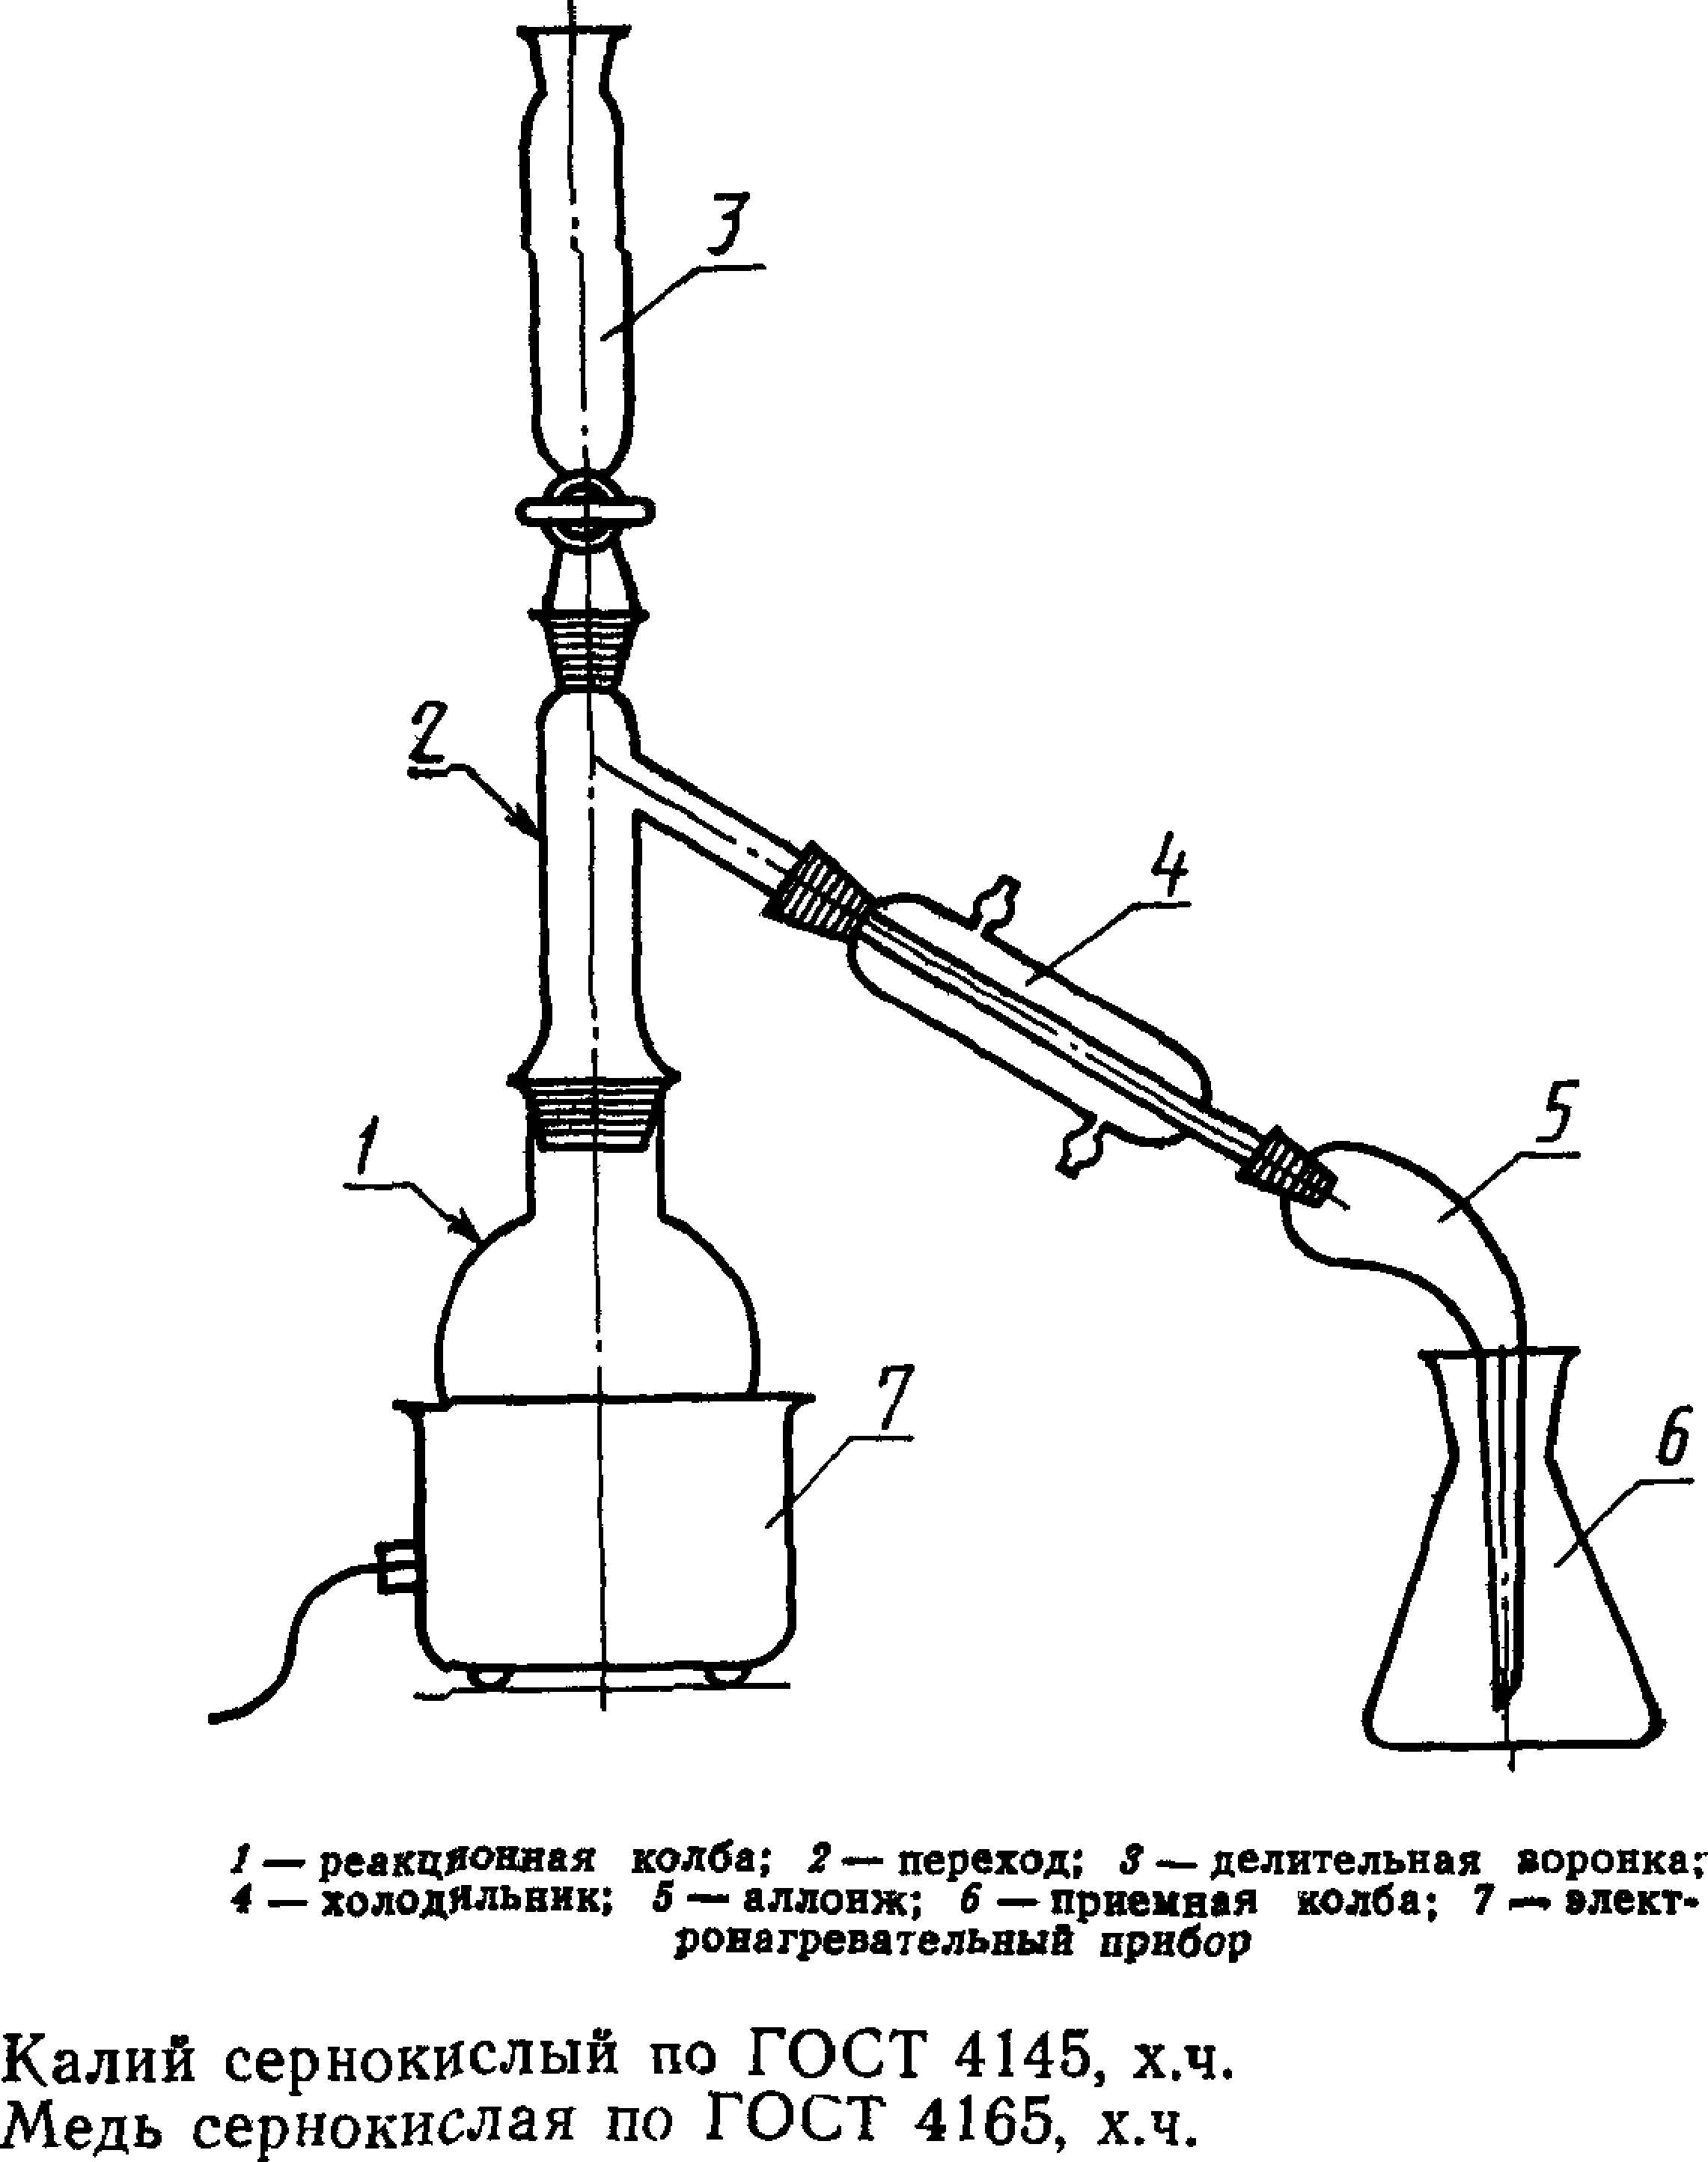 3
2
4
5
1
7
6
1 — реакционная колба; 2 — переход; 3 — делительная воронка;
4 — холодильник; 5 — аллонж; 6 — приемная колба; 7 — элект-
ронагревательный прибор
Калий сернокислый по ГОСТ 4145, х.ч.
Медь сернокислая по ГОСТ 4165, х.ч.